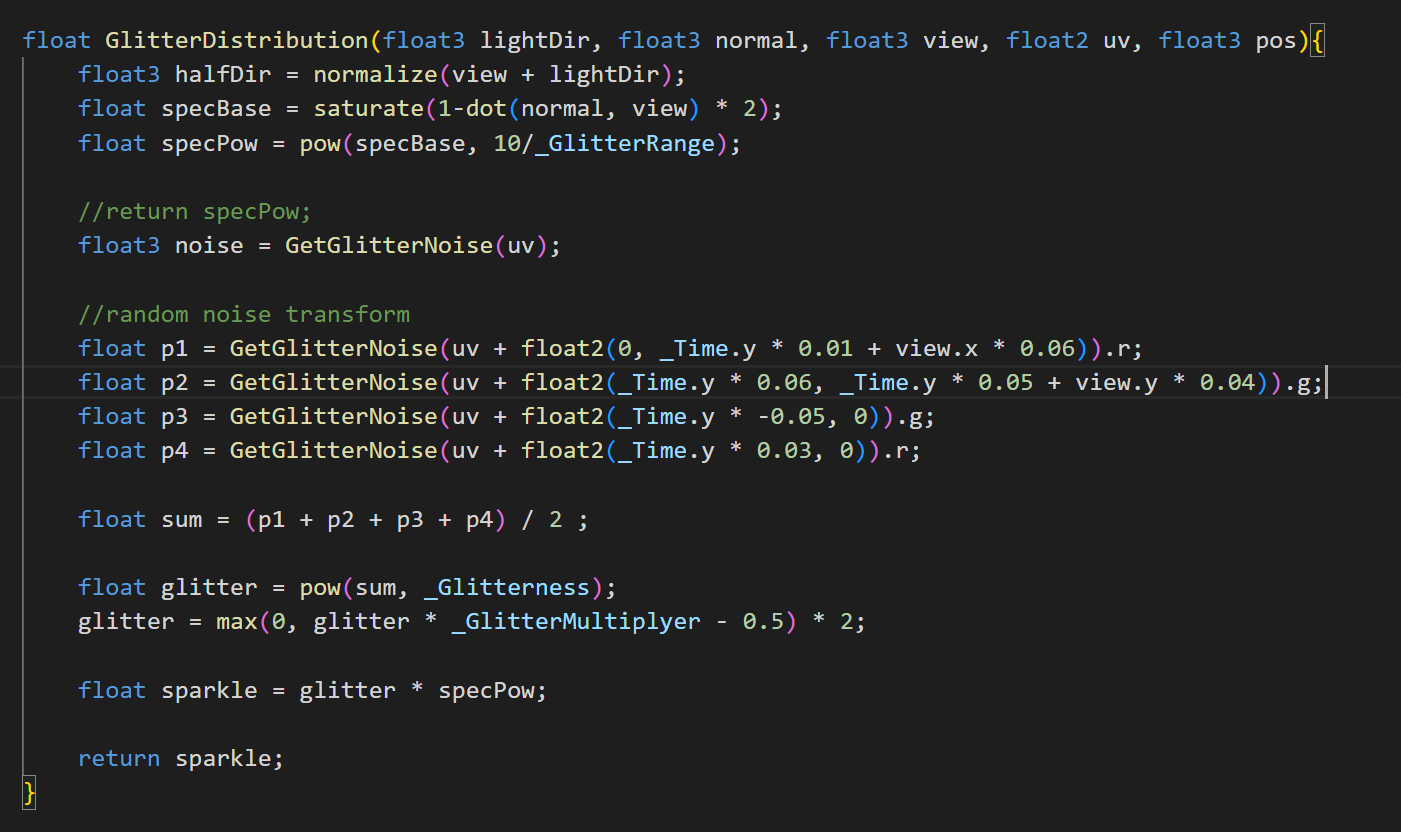 float GlitterDistribution(float3 lightDir, float3 normal, float3 view, float2 uv, float3 pos){
    float3 halfDir = normalize(view + lightDir);
    float specBase = saturate(1-dot(normal, view) * 2);
    float specPow = pow(specBase, 10/_GlitterRange);

    //return specPow;
    float3 noise = GetGlitterNoise(uv);

    //random noise transform
    float p1 = GetGlitterNoise(uv + float2(0, _Time.y * 0.01 + view.x * 0.06)).r;
    float p2 = GetGlitterNoise(uv + float2(_Time.y * 0.06, _Time.y * 0.05 + view.y * 0.04)).g;
    float p3 = GetGlitterNoise(uv + float2(_Time.y * -0.05, 0)).g;
    float p4 = GetGlitterNoise(uv + float2(_Time.y * 0.03, 0)).r;

    float sum = (p1 + p2 + p3 + p4) / 2 ;

    float glitter = pow(sum, _Glitterness);
    glitter = max(0, glitter * _GlitterMultiplyer - 0.5) * 2;

    float sparkle = glitter * specPow;

    return sparkle;
}